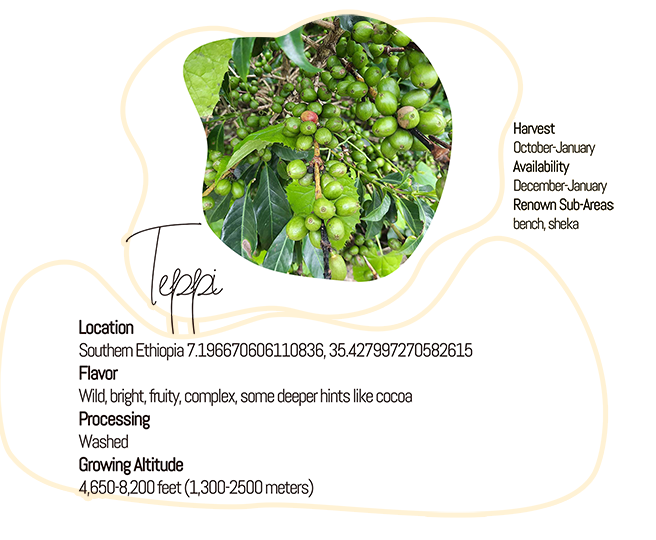 Harvest
October-January
Availability
December-January
Renown Sub-Areas
bench, sheka
Teppi
Location
Southern Ethiopia 7.196670606110836, 35.427997270582615
Flavor
Wild, bright, fruity, complex, some deeper hints like cocoa
Processing
Washed
Growing Altitude
4,650-8,200 feet (1,300-2500 meters)